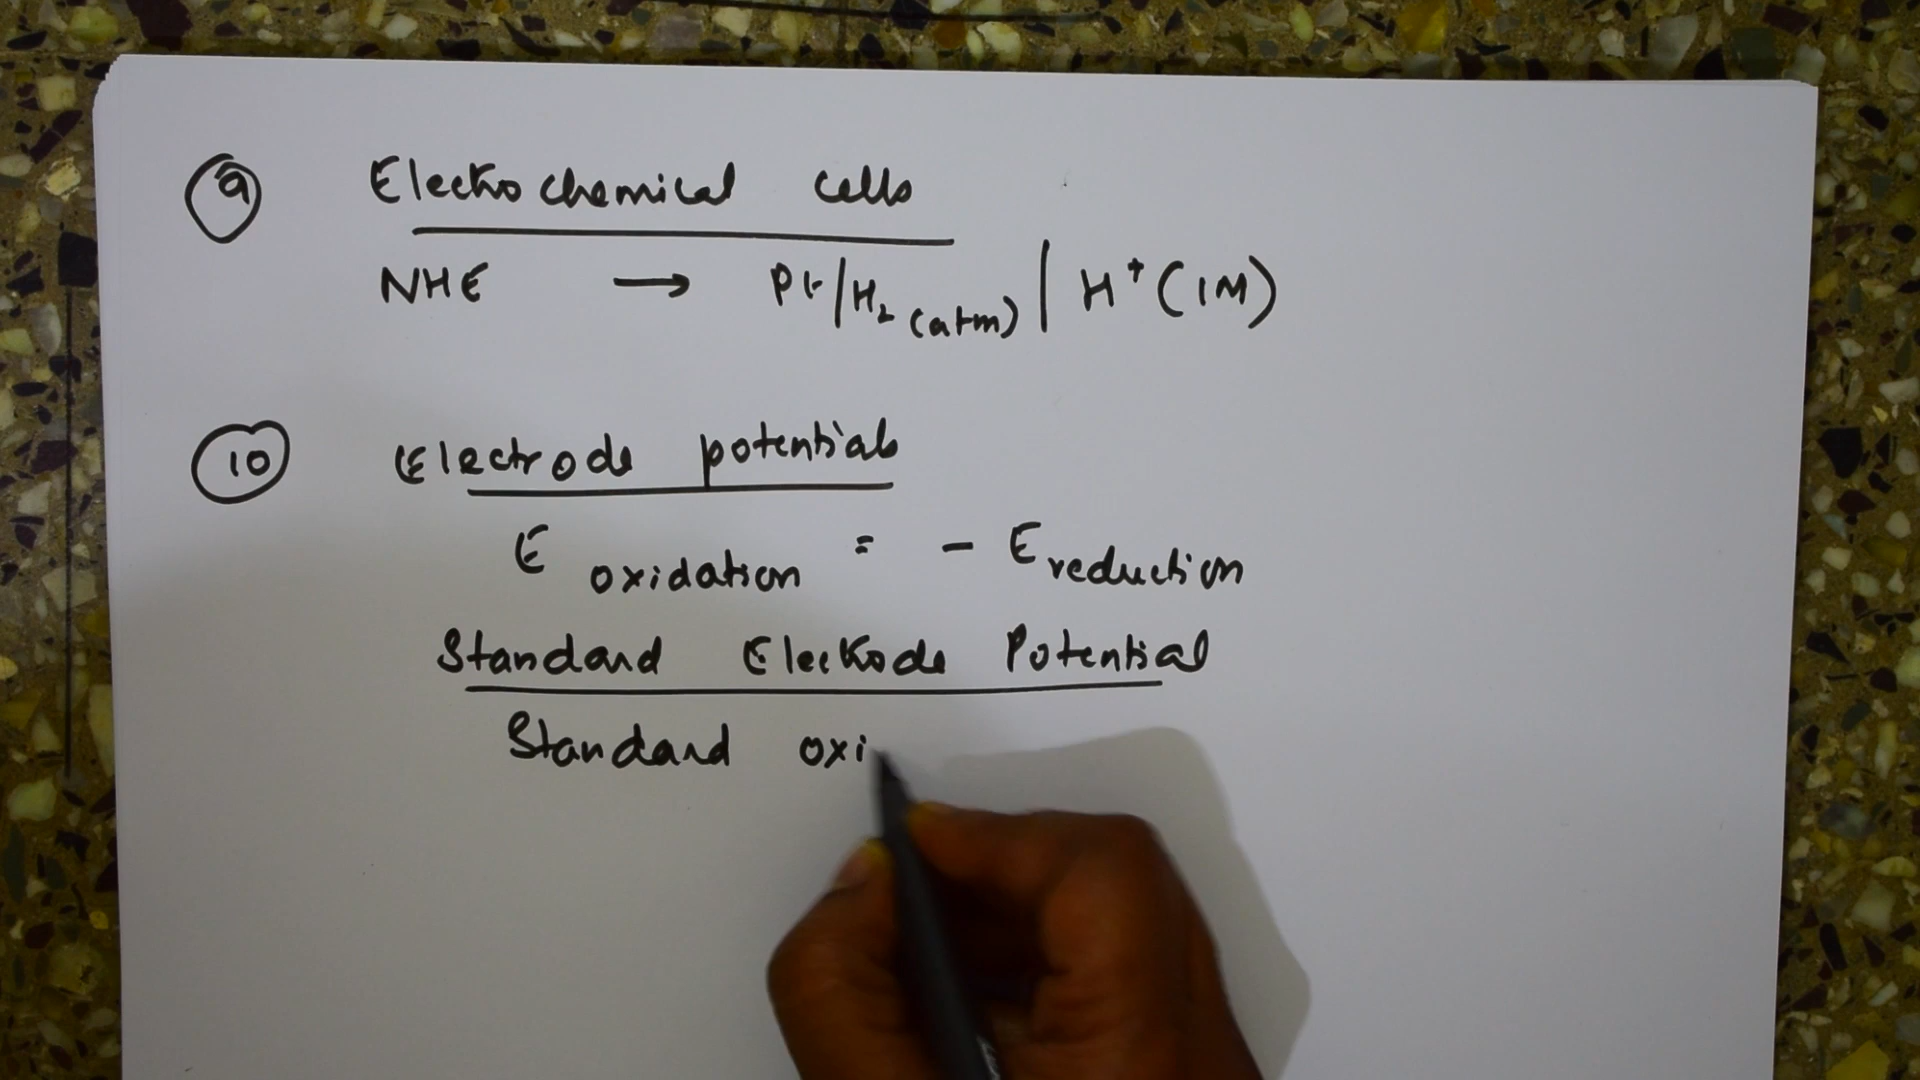 9 Electrochemical cells
NHE → Pt/H₂ (atm) | H⁺ (1M)
10 Electrode potentials
E oxidation = - E reduction
Standard Electrode Potential
Standard oxi